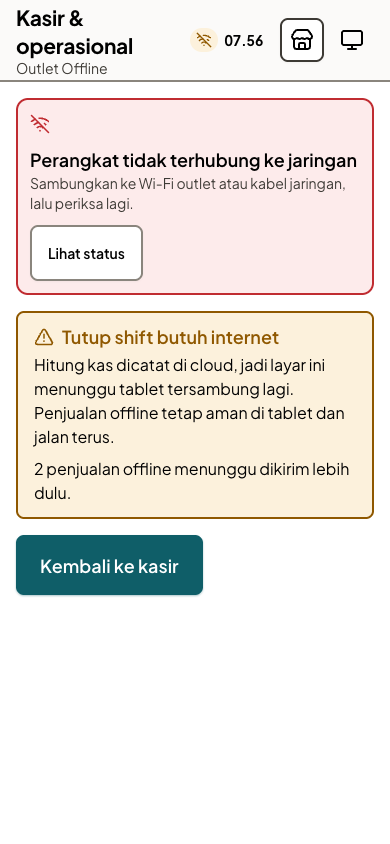 Kasir &
operasional
Outlet Offline
07.56
Perangkat tidak terhubung ke jaringan
Sambungkan ke Wi-Fi outlet atau kabel jaringan,
lalu periksa lagi.
Lihat status
Tutup shift butuh internet
Hitung kas dicatat di cloud, jadi layar ini
menunggu tablet tersambung lagi.
Penjualan offline tetap aman di tablet dan
jalan terus.
2 penjualan offline menunggu dikirim lebih
dulu.
Kembali ke kasir